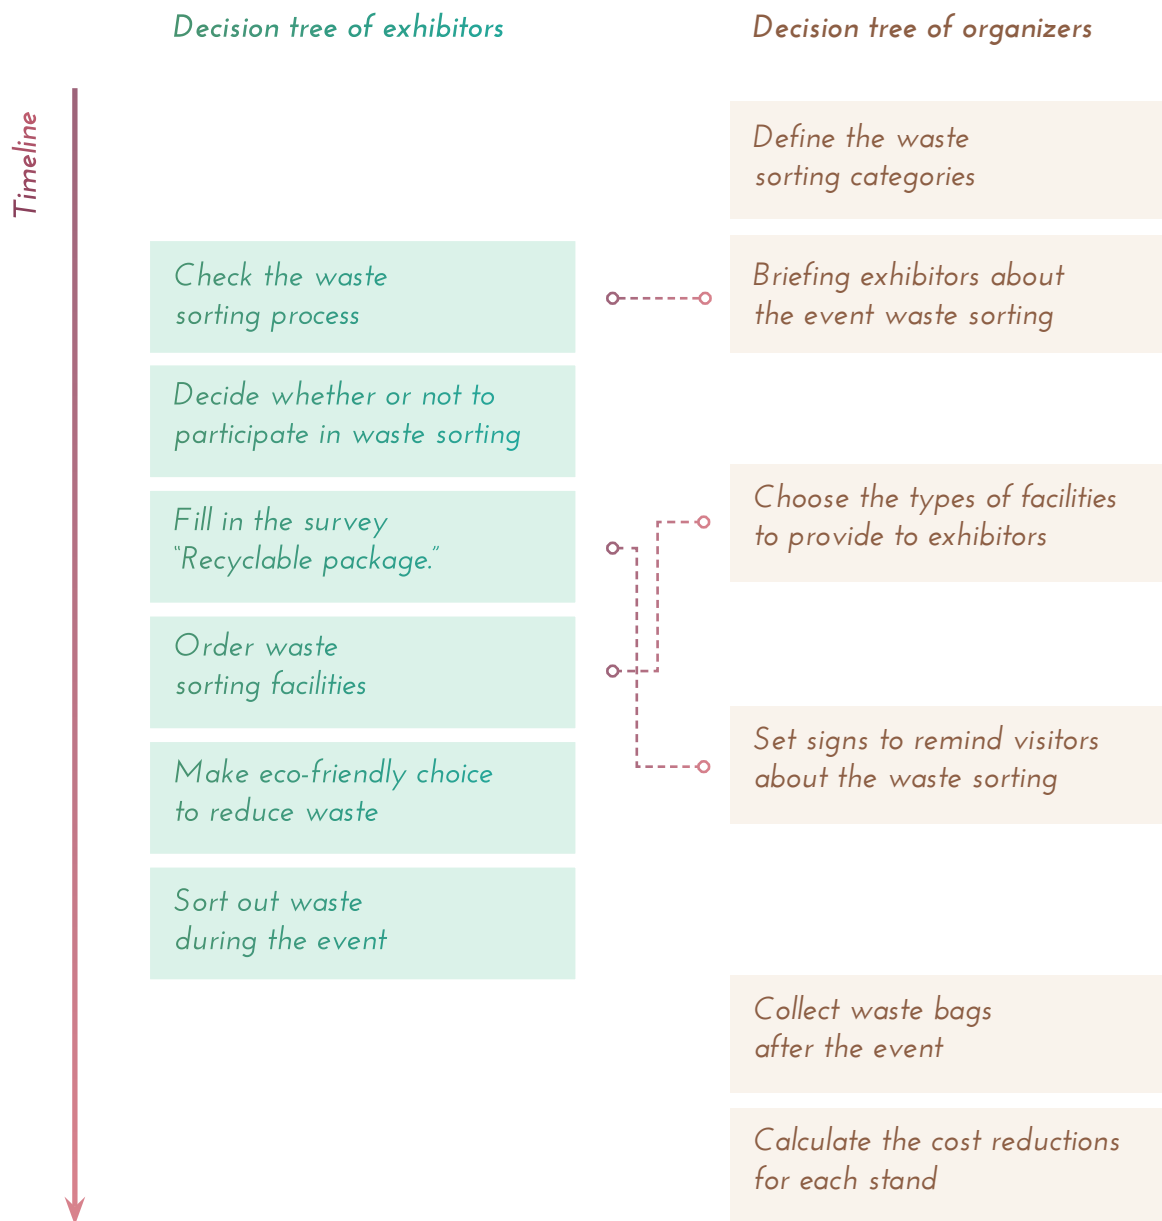 Decision tree of exhibitors
Decision tree of organizers
Timeline
Define the waste
sorting categories
Check the waste
sorting process
Briefing exhibitors about
the event waste sorting
Decide whether or not to
participate in waste sorting
Fill in the survey
“Recyclable package.”
Choose the types of facilities
to provide to exhibitors
Order waste
sorting facilities
Set signs to remind visitors
about the waste sorting
Make eco-friendly choice
to reduce waste
Sort out waste
during the event
Collect waste bags
after the event
Calculate the cost reductions
for each stand